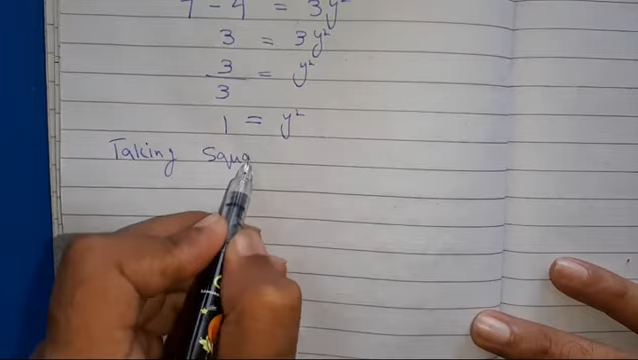 7 - 4 = 3y²
3 = 3y²
3/3 = y²
1 = y²
Taking Squa